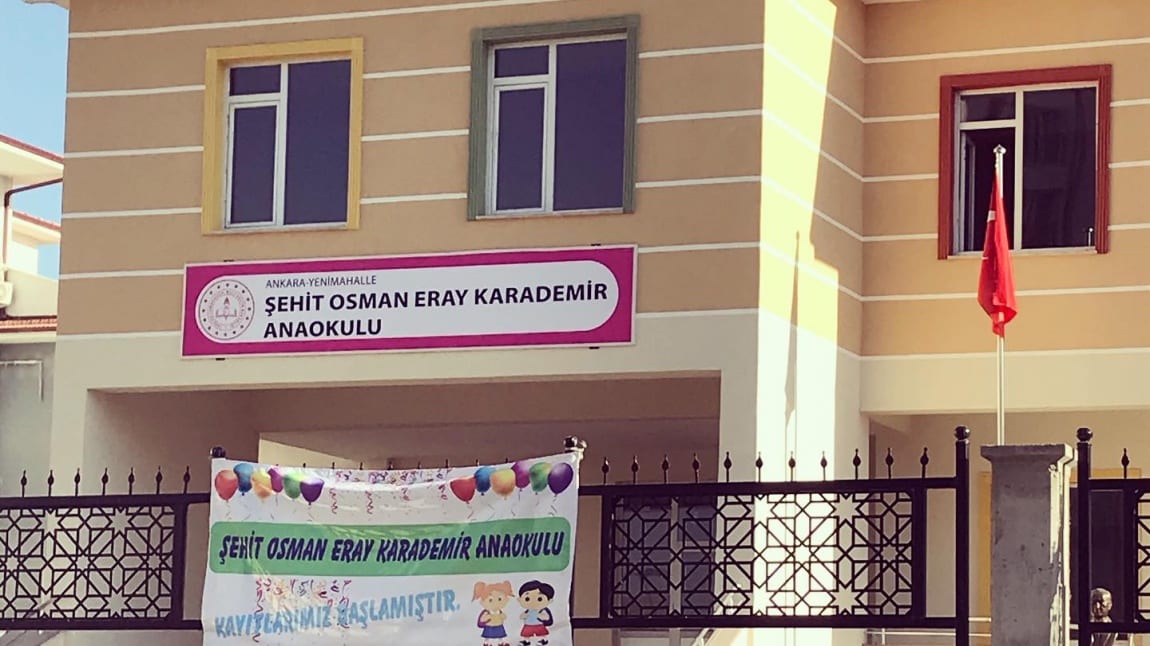 ANKARA-YENİMAHALLE
ŞEHİT OSMAN ERAY KARADEMİR
ANAOKULU
ŞEHİT OSMAN ERAY KARADEMİR ANAOKULU
KAYITLARIMIZ BAŞLAMIŞTIR.